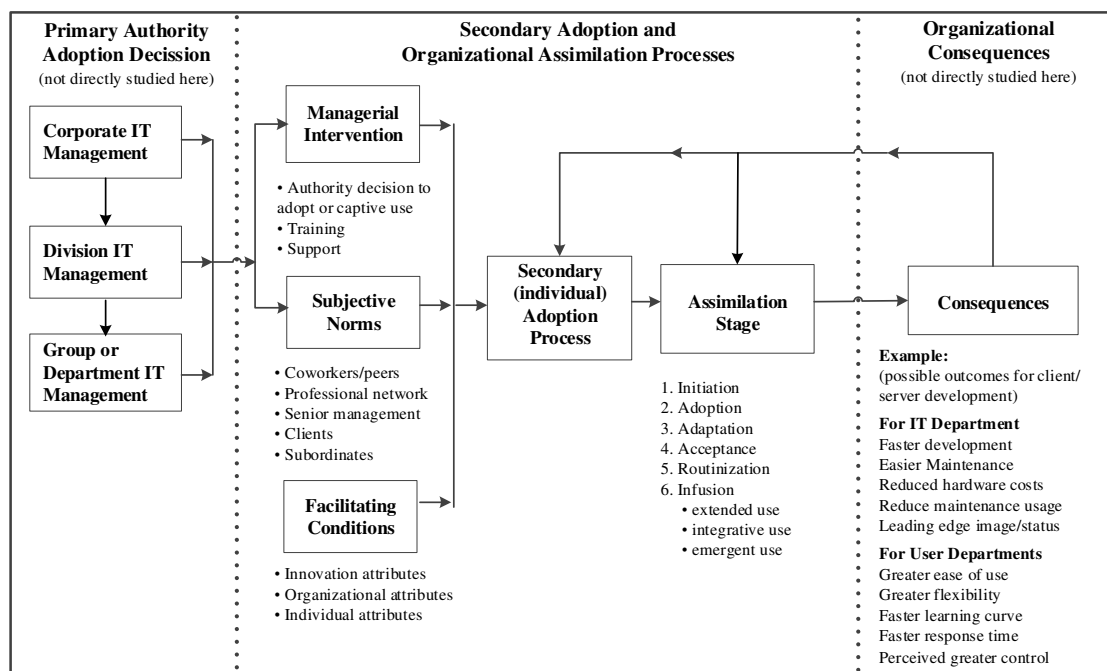 Primary Authority
Adoption Decission
(not directly studied here)
Corporate IT
Management
Division IT
Management
Group or
Department IT
Management
Secondary Adoption and
Organizational Assimilation Processes
Managerial
Intervention
• Authority decision to
adopt or captive use
• Training
• Support
Subjective
Norms
• Coworkers/peers
• Professional network
• Senior management
• Clients
• Subordinates
Facilitating
Conditions
• Innovation attributes
• Organizational attributes
• Individual attributes
Secondary
(individual)
Adoption
Process
Assimilation
Stage
1. Initiation
2. Adoption
3. Adaptation
4. Acceptance
5. Routinization
6. Infusion
• extended use
• integrative use
• emergent use
Organizational
Consequences
(not directly studied here)
Consequences
Example:
(possible outcomes for client/
server development)
For IT Department
Faster development
Easier Maintenance
Reduced hardware costs
Reduce maintenance usage
Leading edge image/status
For User Departments
Greater ease of use
Greater flexibility
Faster learning curve
Faster response time
Perceived greater control